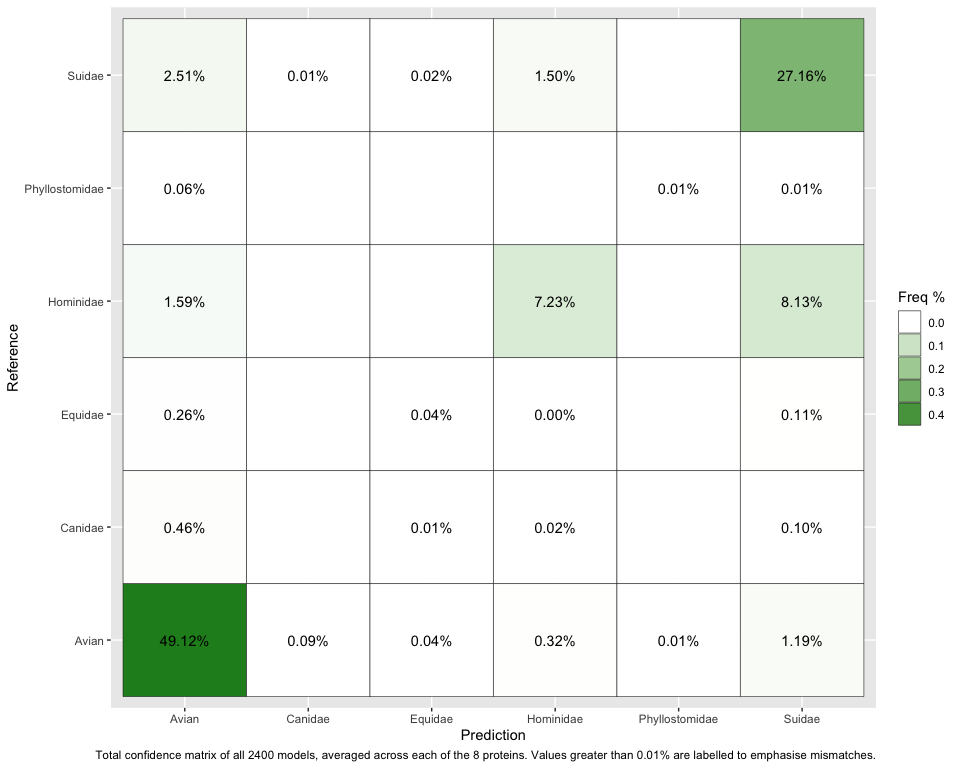 Suidae 2.51% 0.01% 0.02% 1.50% 27.16%
Phyllostomidae 0.06% 0.01% 0.01%
Hominidae 1.59% 7.23% 8.13%
Equidae 0.26% 0.04% 0.00% 0.11%
Canidae 0.46% 0.01% 0.02% 0.10%
Avian 49.12% 0.09% 0.04% 0.32% 0.01% 1.19%
Reference
Avian Canidae Equidae Hominidae Phyllostomidae Suidae
Prediction
Freq %
0.0
0.1
0.2
0.3
0.4
Total confidence matrix of all 2400 models, averaged across each of the 8 proteins. Values greater than 0.01% are labelled to emphasise mismatches.